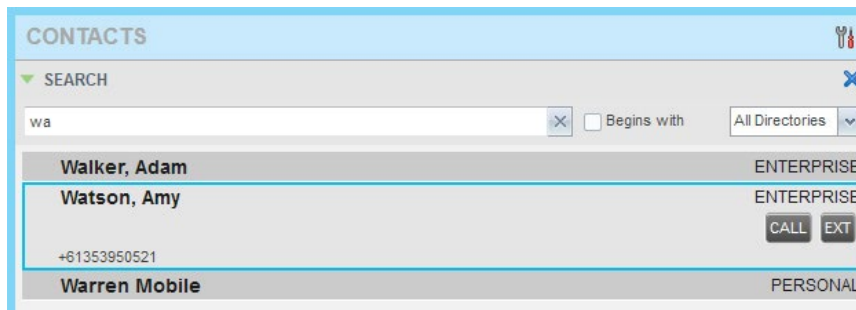 CONTACTS
SEARCH
wa Begins with All Directories
Walker, Adam ENTERPRISE
Watson, Amy ENTERPRISE
CALL EXT
+61353950521
Warren Mobile PERSONAL